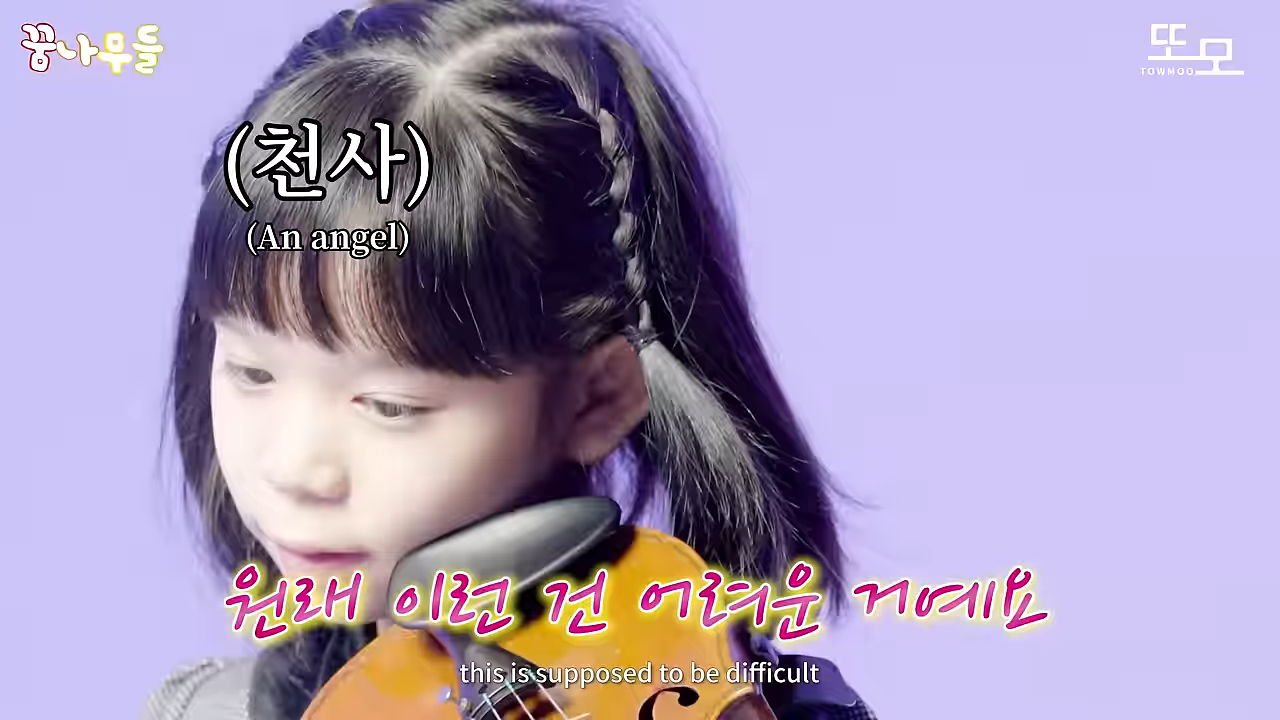 꿈나무들
또모
TOWMOO
(천사)
(An angel)
원래 이런 건 어려운 거예요
this is supposed to be difficult